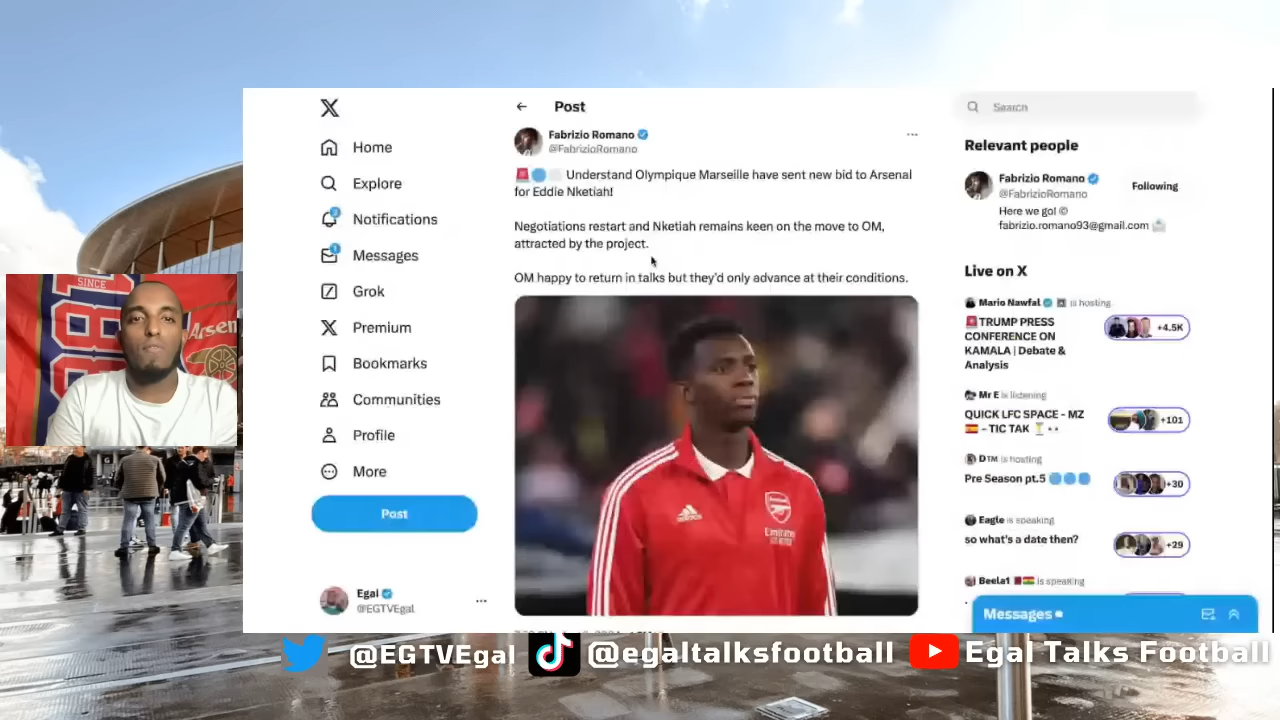 SINCE
Arsen
X
Home
Explore
Notifications
Messages
Grok
Premium
Bookmarks
Communities
Profile
More
Post
Egal
@EGTVEgal
Post
Fabrizio Romano
@FabrizioRomano
Understand Olympique Marseille have sent new bid to Arsenal
for Eddie Nketiah!
Negotiations restart and Nketiah remains keen on the move to OM,
attracted by the project.
OM happy to return in talks but they'd only advance at their conditions.
Arsenal
Emirates
Search
Relevant people
Fabrizio Romano
@FabrizioRomano
Following
Here we go! ©
fabrizio.romano93@gmail.com
Live on X
Mario Nawfal is hosting
TRUMP PRESS
CONFERENCE ON
KAMALA | Debate &
Analysis
+4.5K
Mr E is listening
QUICK LFC SPACE - MZ
- TIC TAK
+101
D™ is hosting
Pre Season pt.5
+30
Eagle is speaking
so what's a date then?
+29
Beela1 is speaking
Messages
@EGTVEgal
@egaltalksfootball
Egal Talks Football